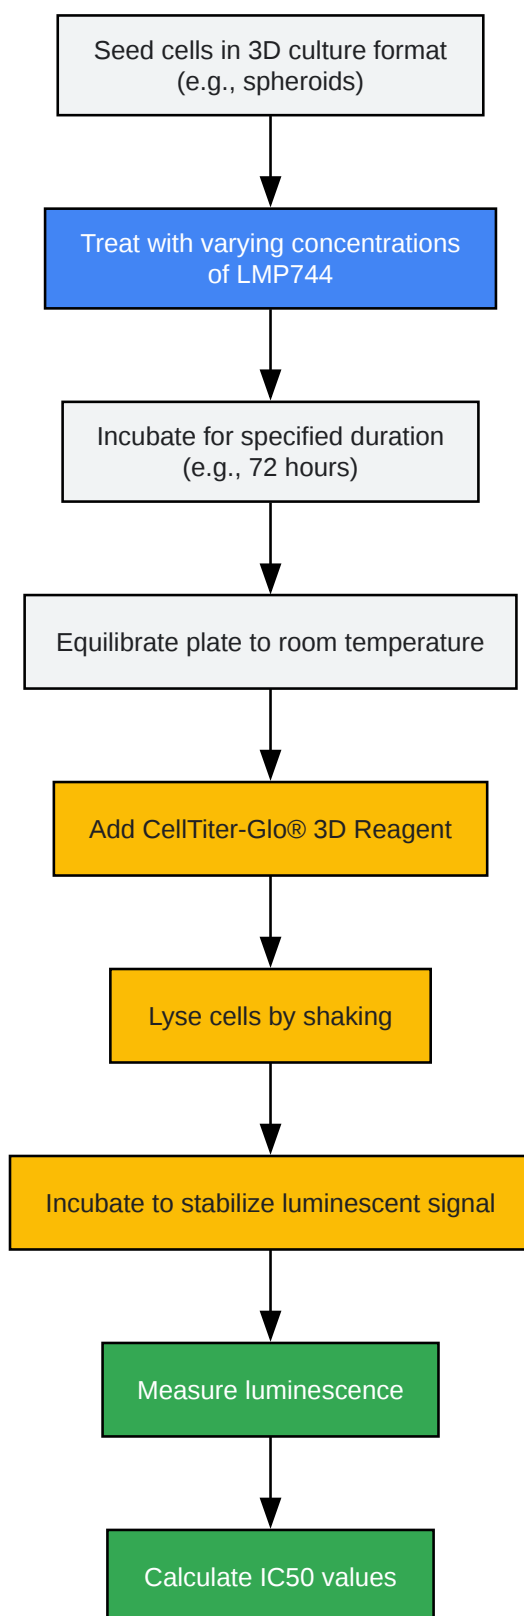 Seed cells in 3D culture format
(e.g., spheroids)
Treat with varying concentrations
of LMP744
Incubate for specified duration
(e.g., 72 hours)
Equilibrate plate to room temperature
Add CellTiter-Glo® 3D Reagent
Lyse cells by shaking
Incubate to stabilize luminescent signal
Measure luminescence
Calculate IC50 values